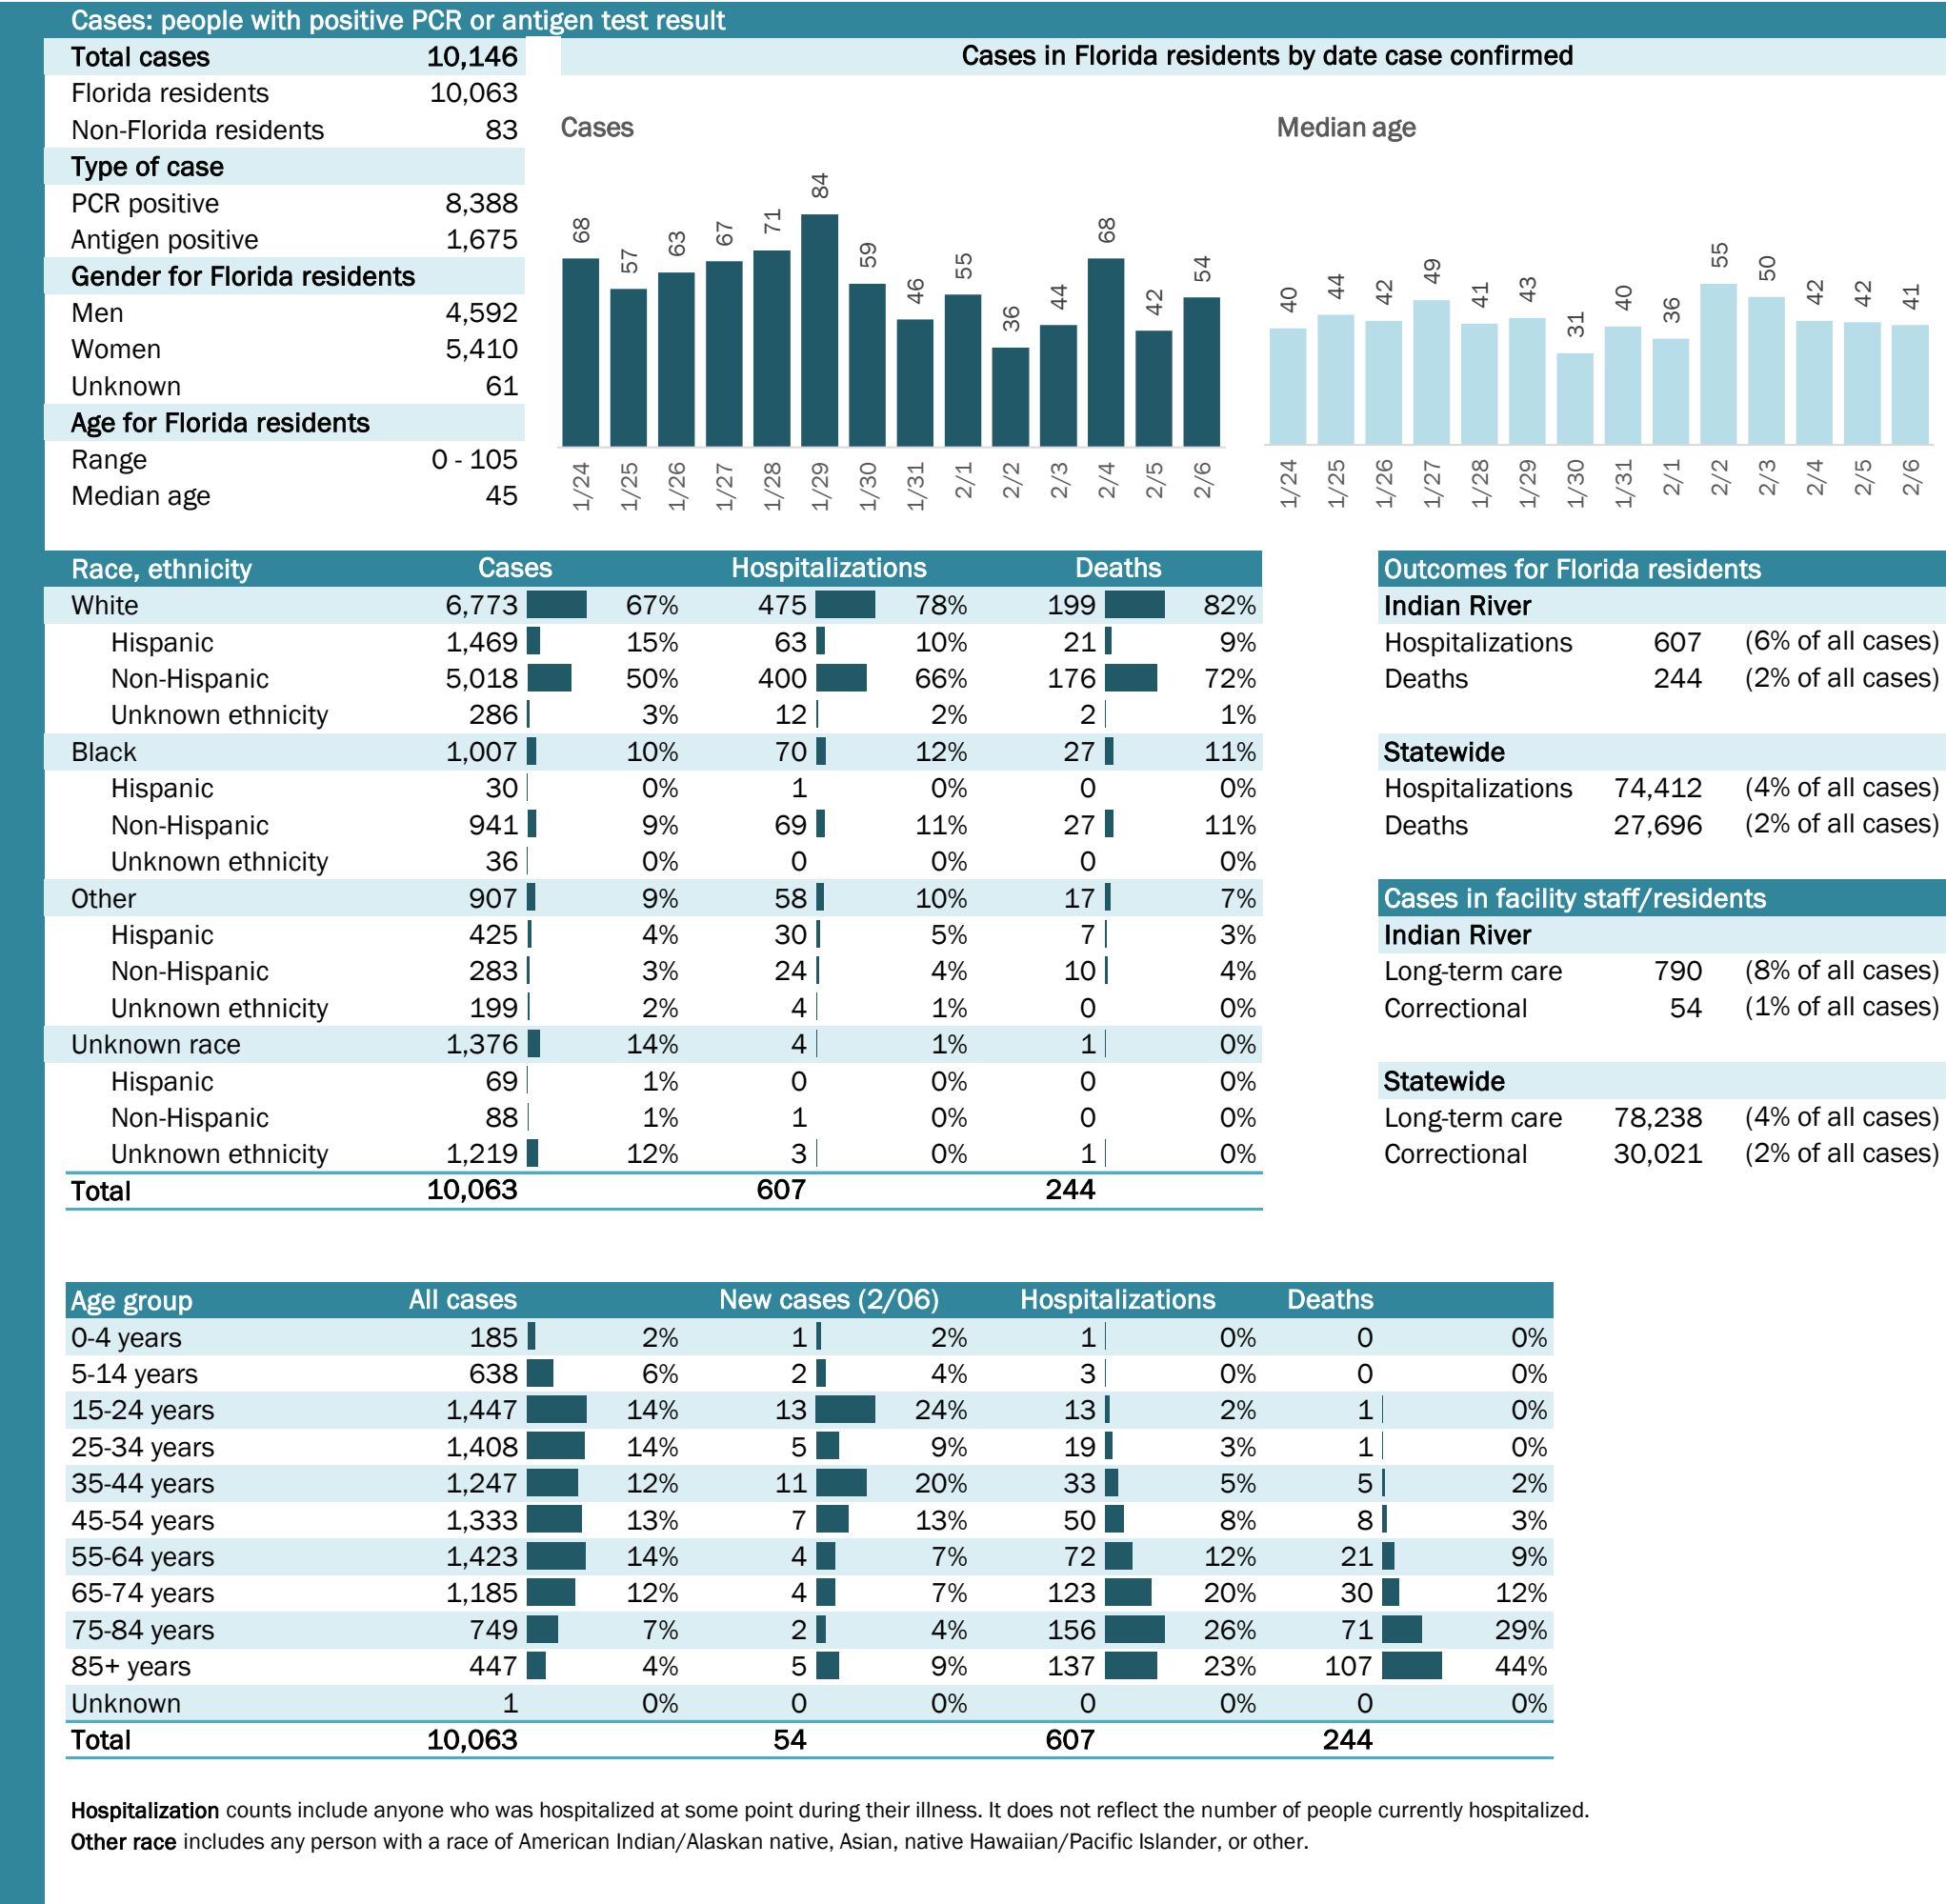 Cases: people with positive PCR or antigen test result
Total cases 10,146
Florida residents 10,063
Non-Florida residents 83
Type of case
PCR positive 8,388
Antigen positive 1,675
Gender for Florida residents
Men 4,592
Women 5,410
Unknown 61
Age for Florida residents
Range 0 - 105
Median age 45
Cases in Florida residents by date case confirmed
Cases
68 57 63 67 71 84 59 46 55 36 44 68 42 54
1/24 1/25 1/26 1/27 1/28 1/29 1/30 1/31 2/1 2/2 2/3 2/4 2/5 2/6
Median age
40 44 42 49 41 43 31 40 36 55 50 42 42 41
1/24 1/25 1/26 1/27 1/28 1/29 1/30 1/31 2/1 2/2 2/3 2/4 2/5 2/6
Race, ethnicity Cases Hospitalizations Deaths
White 6,773 67% 475 78% 199 82%
Hispanic 1,469 15% 63 10% 21 9%
Non-Hispanic 5,018 50% 400 66% 176 72%
Unknown ethnicity 286 3% 12 2% 2 1%
Black 1,007 10% 70 12% 27 11%
Hispanic 30 0% 1 0% 0 0%
Non-Hispanic 941 9% 69 11% 27 11%
Unknown ethnicity 36 0% 0 0% 0 0%
Other 907 9% 58 10% 17 7%
Hispanic 425 4% 30 5% 7 3%
Non-Hispanic 283 3% 24 4% 10 4%
Unknown ethnicity 199 2% 4 1% 0 0%
Unknown race 1,376 14% 4 1% 1 0%
Hispanic 69 1% 0 0% 0 0%
Non-Hispanic 88 1% 1 0% 0 0%
Unknown ethnicity 1,219 12% 3 0% 1 0%
Total 10,063 607 244
Outcomes for Florida residents
Indian River
Hospitalizations 607 (6% of all cases)
Deaths 244 (2% of all cases)
Statewide
Hospitalizations 74,412 (4% of all cases)
Deaths 27,696 (2% of all cases)
Cases in facility staff/residents
Indian River
Long-term care 790 (8% of all cases)
Correctional 54 (1% of all cases)
Statewide
Long-term care 78,238 (4% of all cases)
Correctional 30,021 (2% of all cases)
Age group All cases New cases (2/06) Hospitalizations Deaths
0-4 years 185 2% 1 2% 1 0% 0 0%
5-14 years 638 6% 2 4% 3 0% 0 0%
15-24 years 1,447 14% 13 24% 13 2% 1 0%
25-34 years 1,408 14% 5 9% 19 3% 1 0%
35-44 years 1,247 12% 11 20% 33 5% 5 2%
45-54 years 1,333 13% 7 13% 50 8% 8 3%
55-64 years 1,423 14% 4 7% 72 12% 21 9%
65-74 years 1,185 12% 4 7% 123 20% 30 12%
75-84 years 749 7% 2 4% 156 26% 71 29%
85+ years 447 4% 5 9% 137 23% 107 44%
Unknown 1 0% 0 0% 0 0% 0 0%
Total 10,063 54 607 244
Hospitalization counts include anyone who was hospitalized at some point during their illness. It does not reflect the number of people currently hospitalized.
Other race includes any person with a race of American Indian/Alaskan native, Asian, native Hawaiian/Pacific Islander, or other.